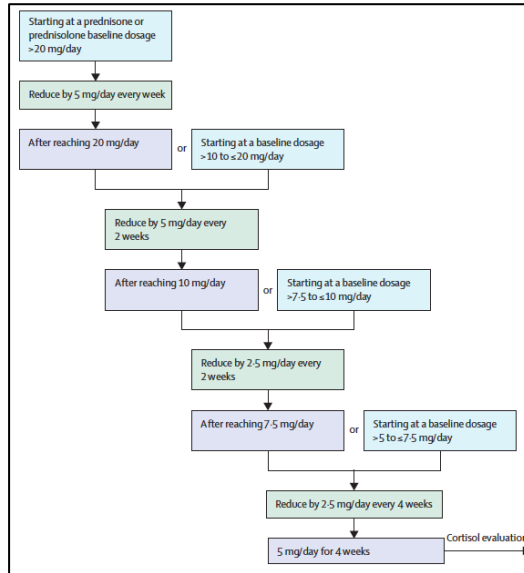 Starting at a prednisone or
prednisolone baseline dosage
>20 mg/day
Reduce by 5 mg/day every week
After reaching 20 mg/day
or
Starting at a baseline dosage
>10 to ≤20 mg/day
Reduce by 5 mg/day every
2 weeks
After reaching 10 mg/day
or
Starting at a baseline dosage
>7·5 to ≤10 mg/day
Reduce by 2·5 mg/day every
2 weeks
After reaching 7·5 mg/day
or
Starting at a baseline dosage
>5 to ≤7·5 mg/day
Reduce by 2·5 mg/day every 4 weeks
5 mg/day for 4 weeks
Cortisol evaluation